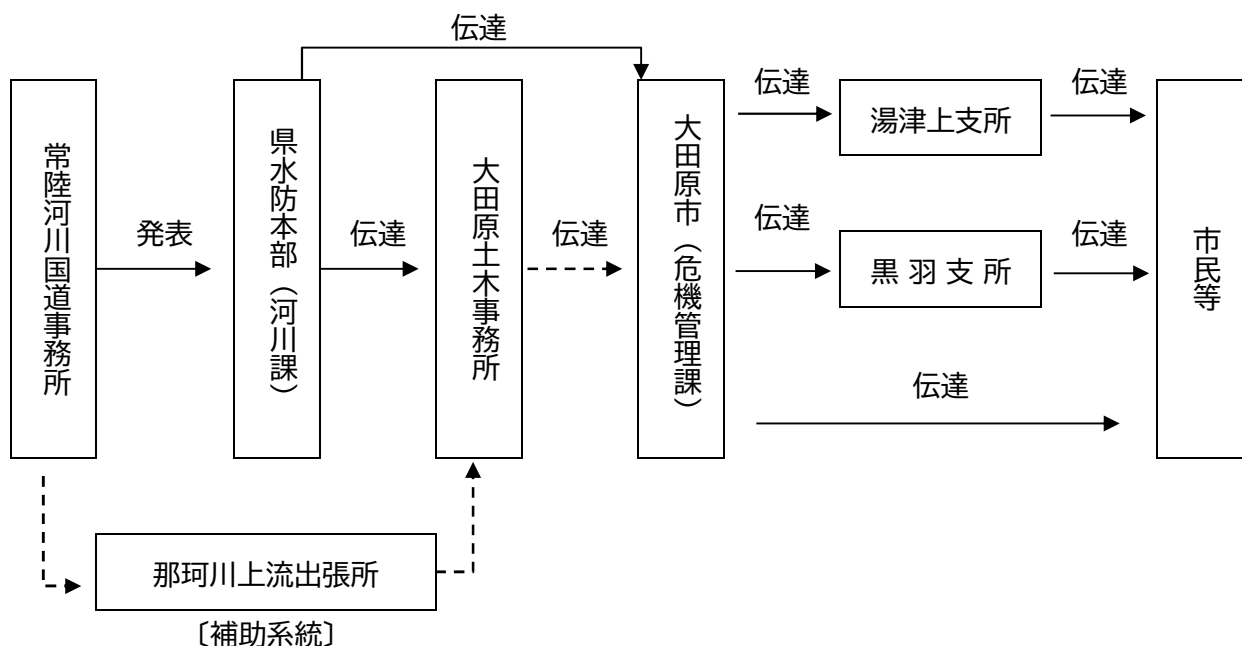 伝達
常陸河川国道事務所
発表
県水防本部（河川課）
伝達
大田原土木事務所
伝達
大田原市（危機管理課）
伝達
湯津上支所
伝達
伝達
黒羽支所
伝達
伝達
市民等
那珂川上流出張所
〔補助系統〕